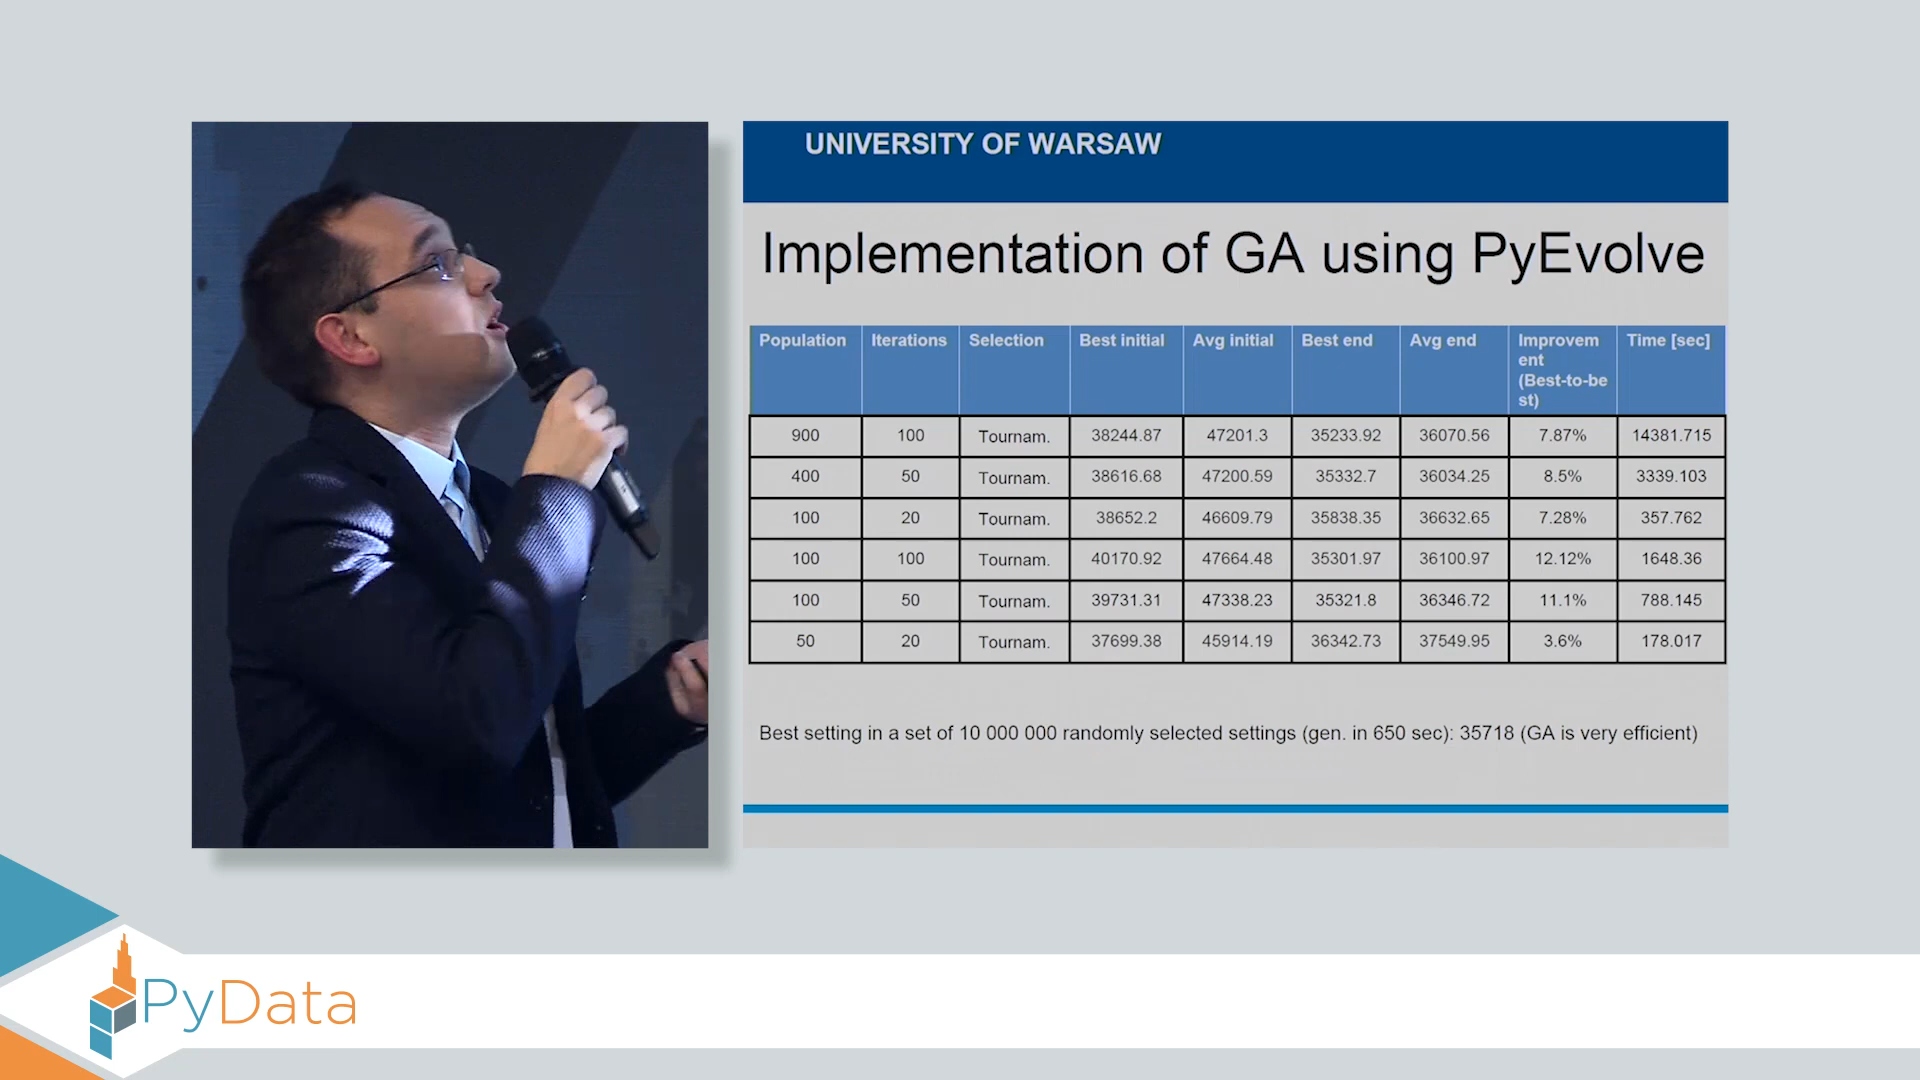 UNIVERSITY OF WARSAW
Implementation of GA using PyEvolve
Population Iterations Selection Best initial Avg initial Best end Avg end Improvem Time [sec]
ent
(Best-to-be
st)
900 100 Tournam. 38244.87 47201.3 35233.92 36070.56 7.87% 14381.715
400 50 Tournam. 38616.68 47200.59 35332.7 36034.25 8.5% 3339.103
100 20 Tournam. 38652.2 46609.79 35838.35 36632.65 7.28% 357.762
100 100 Tournam. 40170.92 47664.48 35301.97 36100.97 12.12% 1648.36
100 50 Tournam. 39731.31 47338.23 35321.8 36346.72 11.1% 788.145
50 20 Tournam. 37699.38 45914.19 36342.73 37549.95 3.6% 178.017
Best setting in a set of 10 000 000 randomly selected settings (gen. in 650 sec): 35718 (GA is very efficient)
PyData